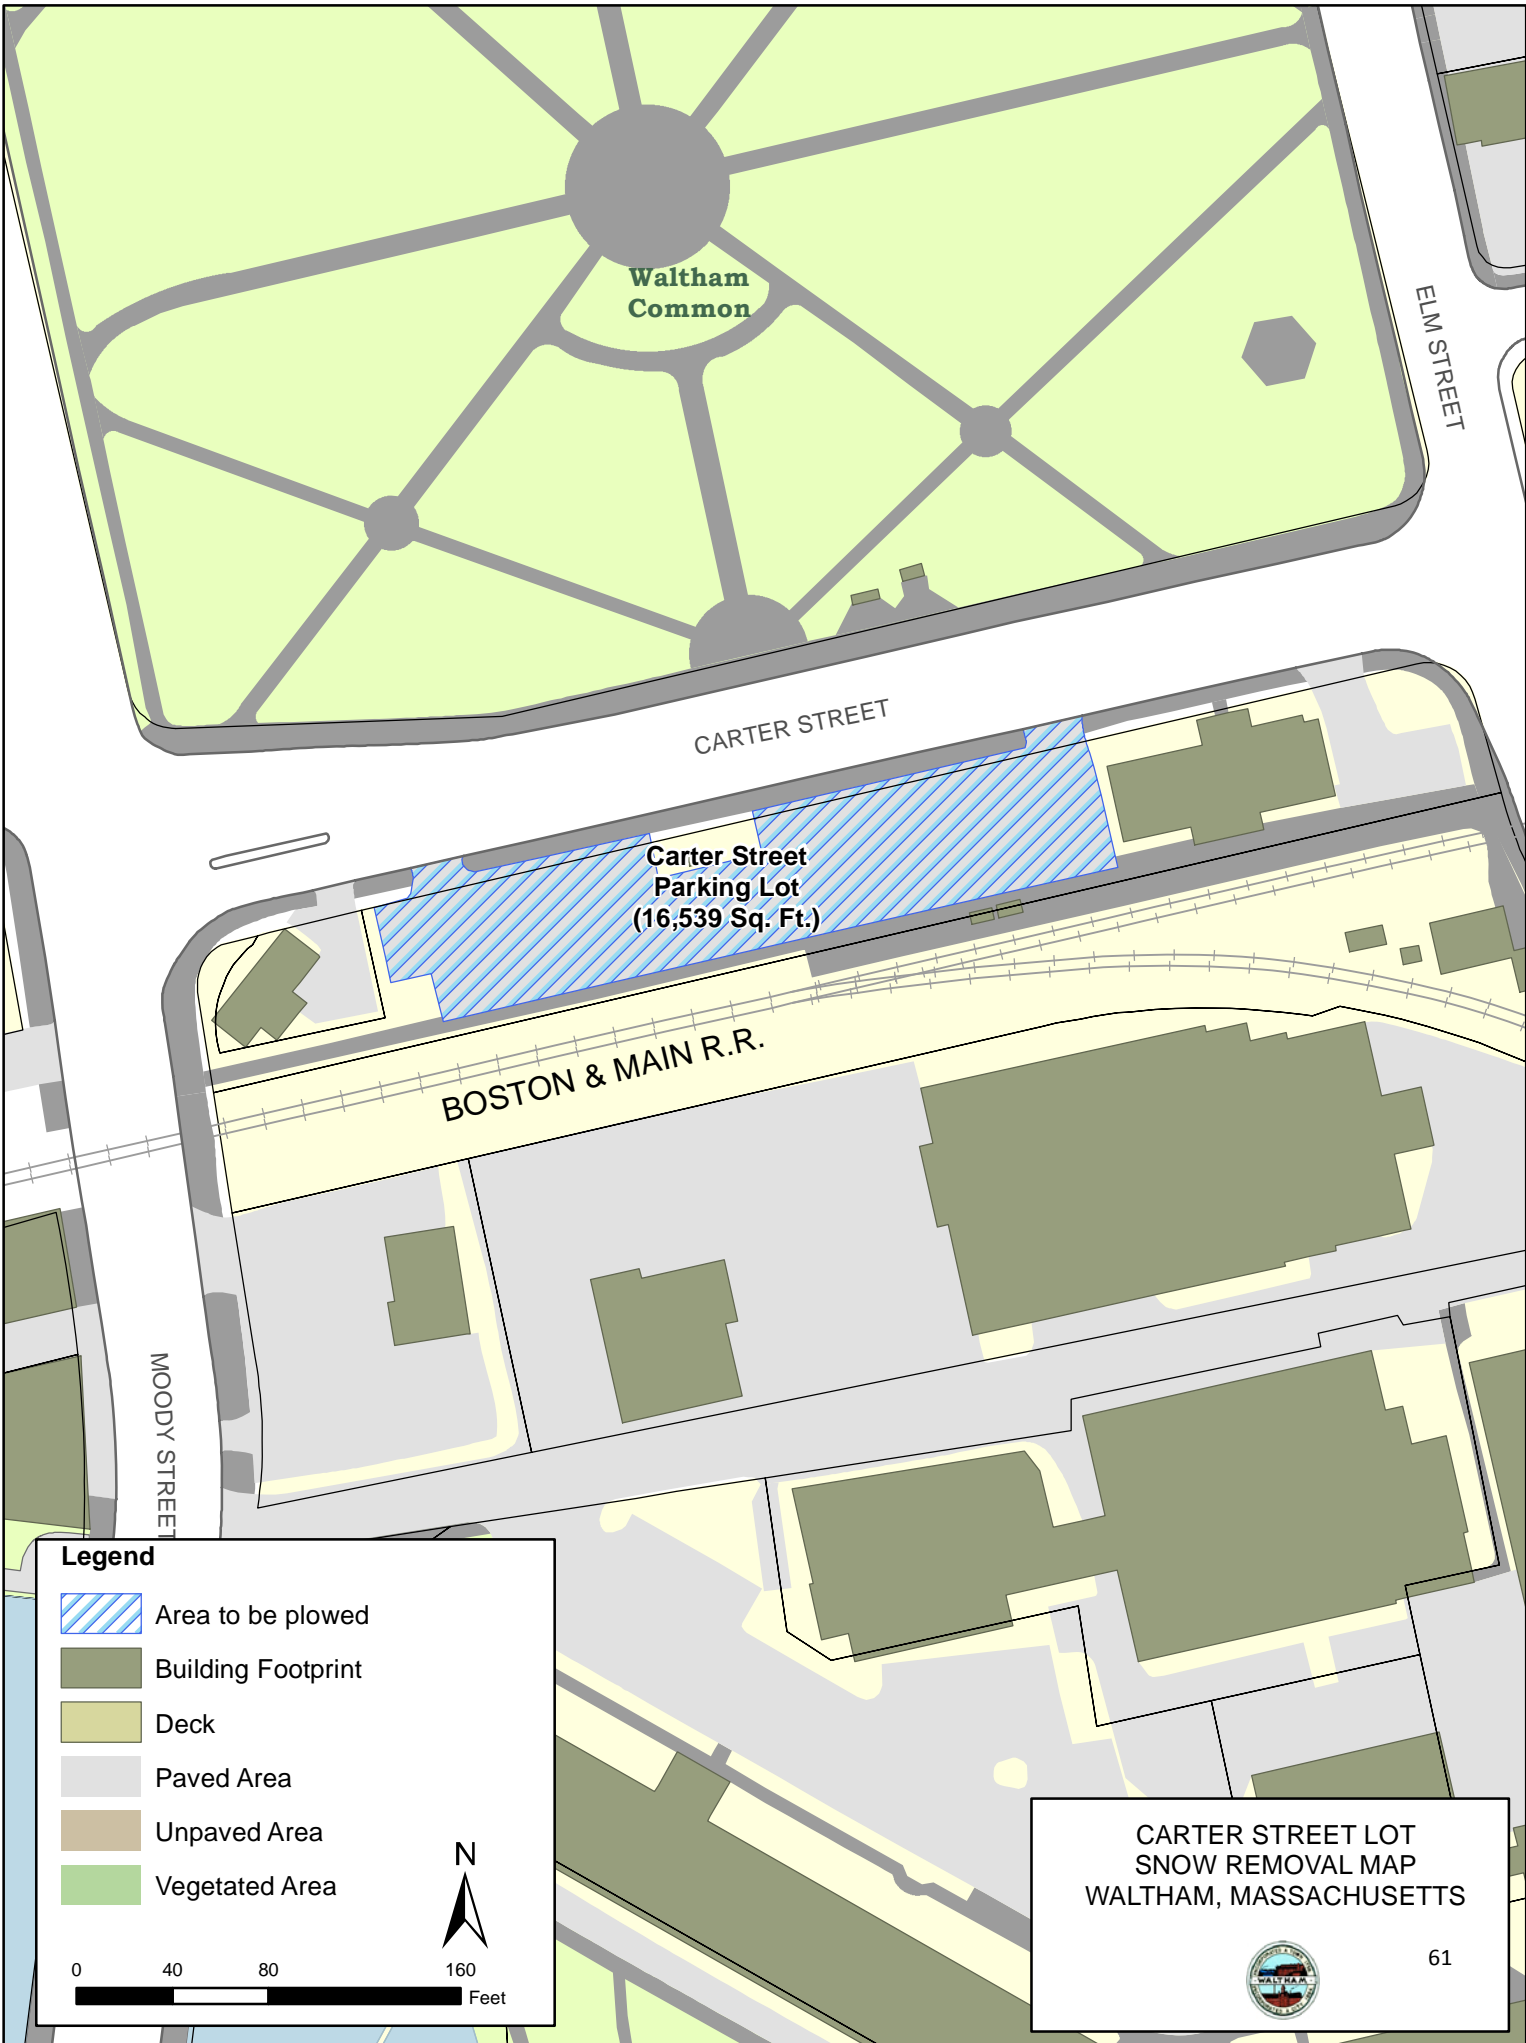 Waltham
Common
ELM STREET
CARTER STREET
Carter Street
Parking Lot
(16,539 Sq. Ft.)
BOSTON & MAIN R.R.
MOODY STREET
Legend
Area to be plowed
Building Footprint
Deck
Paved Area
Unpaved Area
Vegetated Area
N
0 40 80 160
Feet
CARTER STREET LOT
SNOW REMOVAL MAP
WALTHAM, MASSACHUSETTS
61
WALTHAM